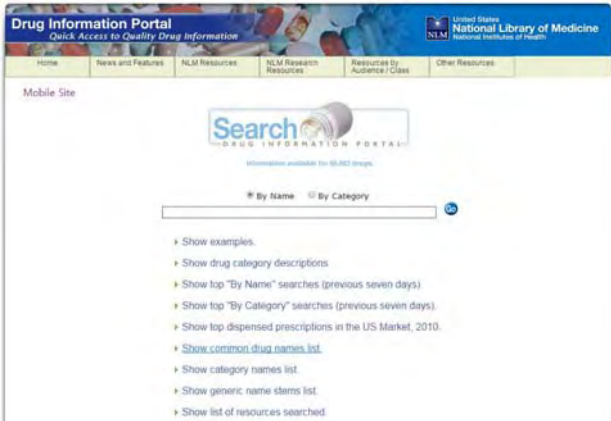 Drug Information Portal
Quick Access to Quality Drug Information
NLM
United States
National Library of Medicine
National Institutes of Health
Home
News and Features
NLM Resources
NLM Research
Resources
Resources by
Audience / Class
Other Resources
Mobile Site
Search
DRUG INFORMATION PORTAL
Information available for drugs.
By Name By Category
Go
Show examples.
Show drug category descriptions
Show top "By Name" searches (previous seven days)
Show top "By Category" searches (previous seven days).
Show top dispensed prescriptions in the US Market, 2010.
Show common drug names list.
Show category names list.
Show generic name stems list.
Show list of resources searched.